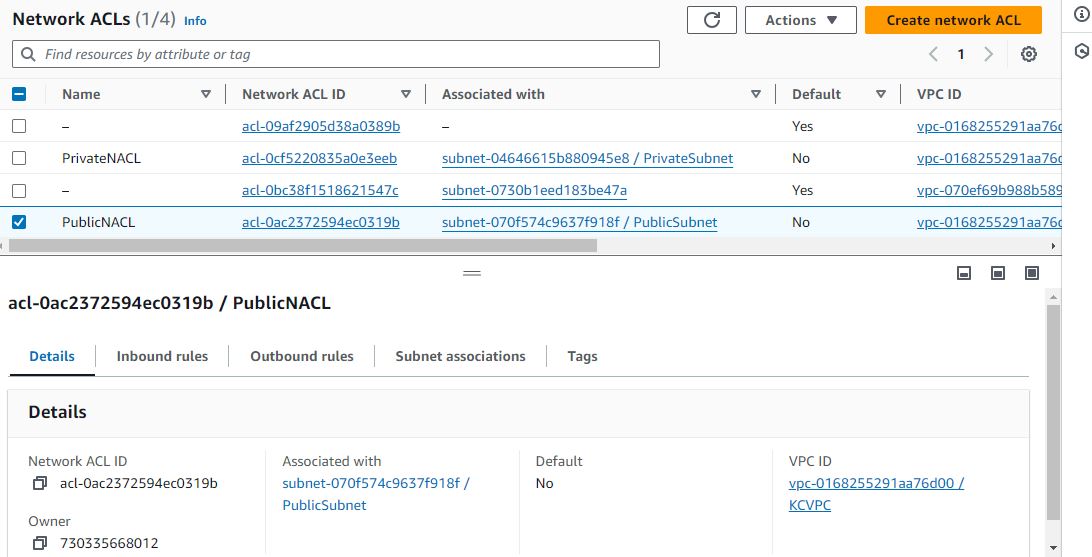 Network ACLs (1/4) Info
Actions ▼ Create network ACL
Find resources by attribute or tag
1
Name Network ACL ID Associated with Default VPC ID
– acl-09af2905d38a0389b – Yes vpc-0168255291aa76d
PrivateNACL acl-0cf5220835a0e3eeb subnet-04646615b880945e8 / PrivateSubnet No vpc-0168255291aa76d
– acl-0bc38f1518621547c subnet-0730b1eed183be47a Yes vpc-070ef69b988b589
PublicNACL acl-0ac2372594ec0319b subnet-070f574c9637f918f / PublicSubnet No vpc-0168255291aa76d
acl-0ac2372594ec0319b / PublicNACL
Details Inbound rules Outbound rules Subnet associations Tags
Details
Network ACL ID Associated with Default VPC ID
acl-0ac2372594ec0319b subnet-070f574c9637f918f / No vpc-0168255291aa76d00 /
PublicSubnet KCVPC
Owner
730335668012